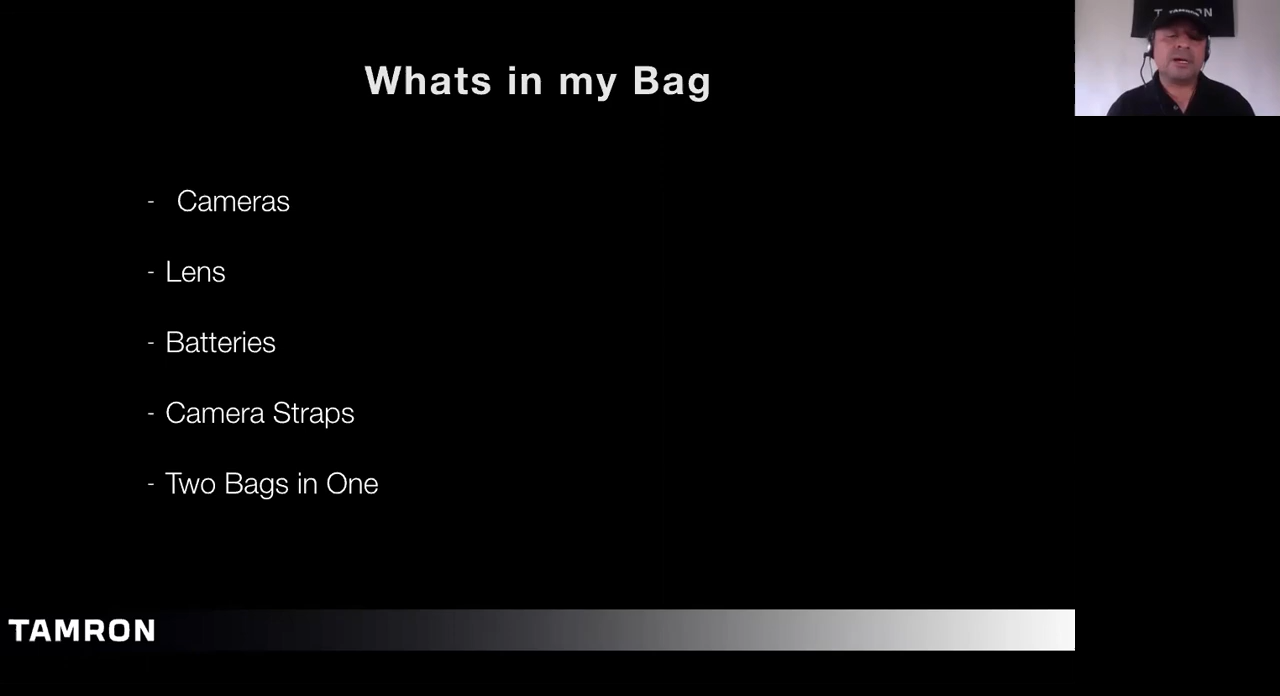 Whats in my Bag
- Cameras
- Lens
- Batteries
- Camera Straps
- Two Bags in One
TAMRON